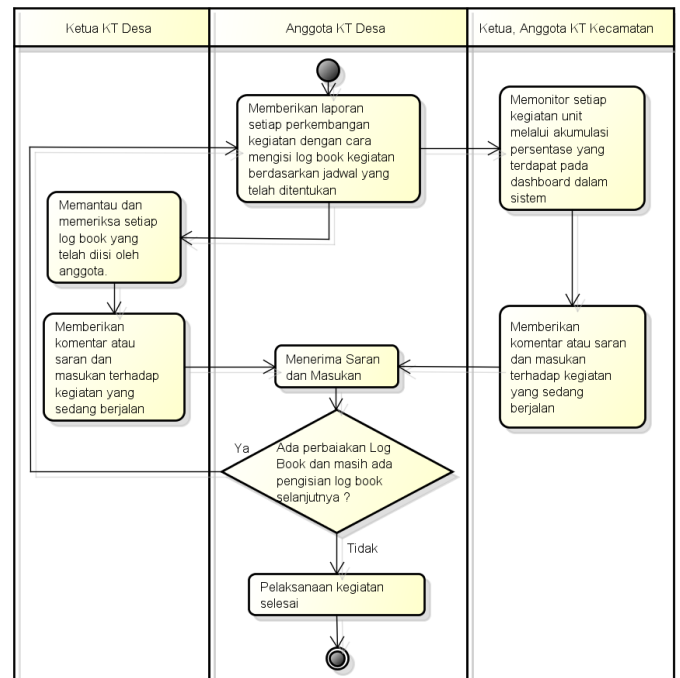 Ketua KT Desa
Anggota KT Desa
Ketua, Anggota KT Kecamatan
Memberikan laporan
setiap perkembangan
kegiatan dengan cara
mengisi log book kegiatan
berdasarkan jadwal yang
telah ditentukan
Memonitor setiap
kegiatan unit
melalui akumulasi
persentase yang
terdapat pada
dashboard dalam
sistem
Memantau dan
memeriksa setiap
log book yang
telah diisi oleh
anggota.
Memberikan
komentar atau
saran dan
masukan terhadap
kegiatan yang
sedang berjalan
Menerima Saran
dan Masukan
Memberikan
komentar atau saran
dan masukan
terhadap kegiatan
yang sedang
berjalan
Ya
Ada perbaiakan Log
Book dan masih ada
pengisian log book
selanjutnya ?
Tidak
Pelaksanaan kegiatan
selesai